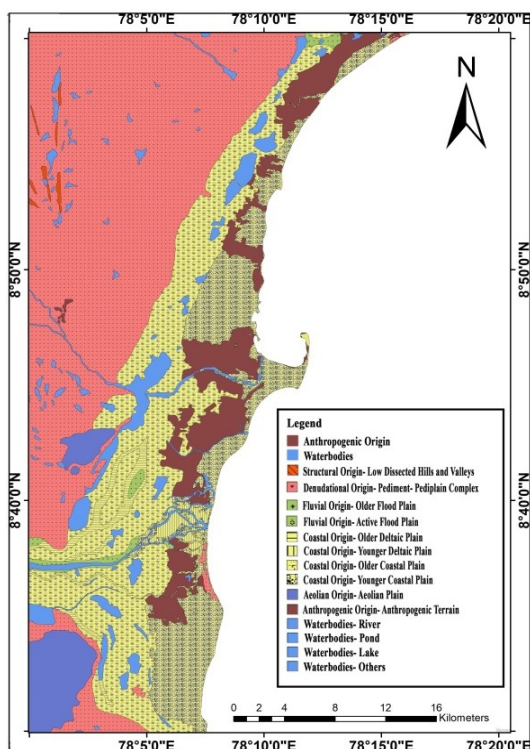 78°5'0"E 78°10'0"E 78°15'0"E 78°20'0"E
N
8°50'0"N 8°50'0"N
8°40'0"N 8°40'0"N
Legend
Anthropogenic Origin
Waterbodies
Structural Origin- Low Dissected Hills and Valleys
Denudational Origin- Pediment- Pediplain Complex
Fluvial Origin- Older Flood Plain
Fluvial Origin- Active Flood Plain
Coastal Origin- Older Deltaic Plain
Coastal Origin- Younger Deltaic Plain
Coastal Origin- Older Coastal Plain
Coastal Origin- Younger Coastal Plain
Aeolian Origin- Aeolian Plain
Anthropogenic Origin- Anthropogenic Terrain
Waterbodies- River
Waterbodies- Pond
Waterbodies- Lake
Waterbodies- Others
0 2 4 8 12 16
Kilometers
78°5'0"E 78°10'0"E 78°15'0"E 78°20'0"E